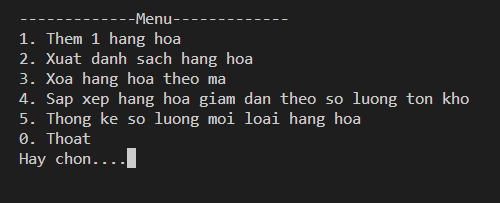 -------------Menu-------------
1. Them 1 hang hoa
2. Xuat danh sach hang hoa
3. Xoa hang hoa theo ma
4. Sap xep hang hoa giam dan theo so luong ton kho
5. Thong ke so luong moi loai hang hoa
0. Thoat
Hay chon....